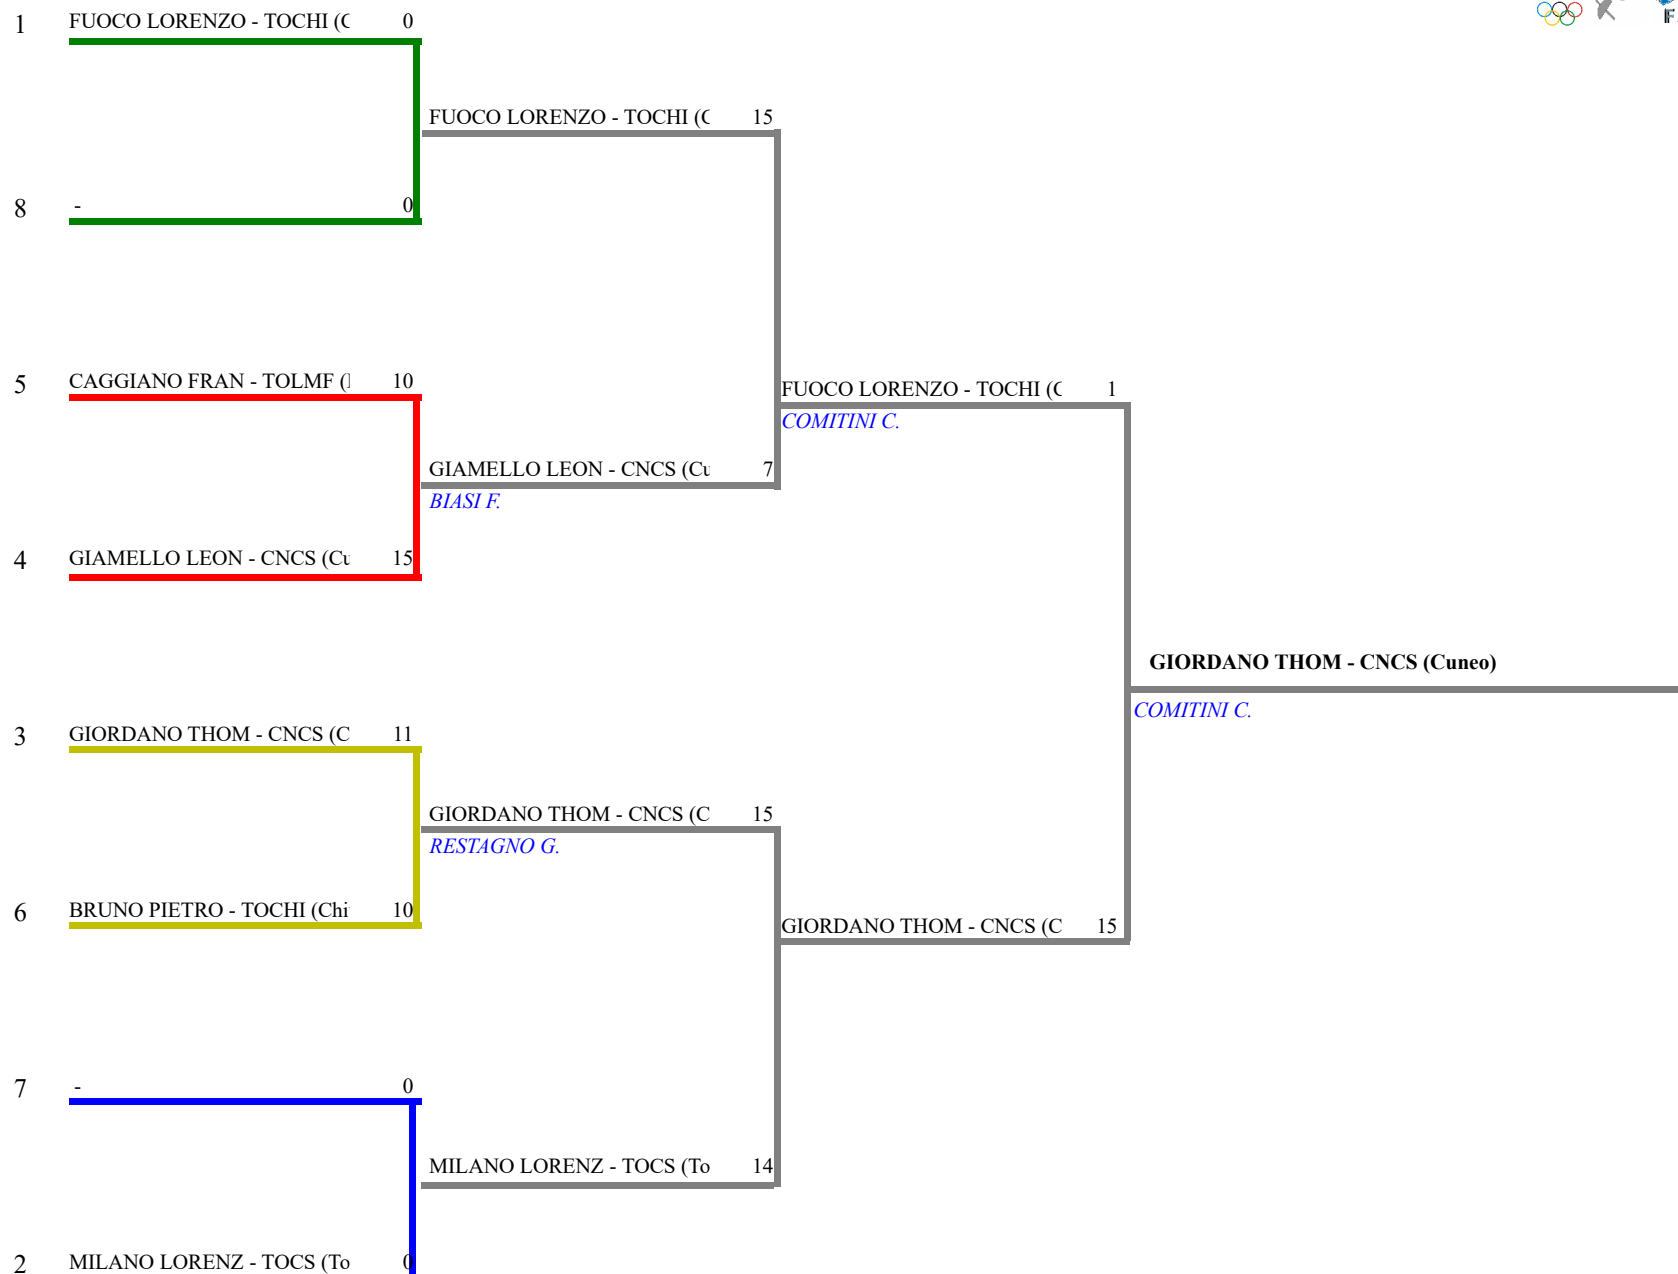 1 FUOCO LORENZO - TOCHI (C 0
FUOCO LORENZO - TOCHI (C 15
8 - 0
5 CAGGIANO FRAN - TOLMF ( 10
FUOCO LORENZO - TOCHI (C 1
COMITINI C.
GIAMELLO LEON - CNCS (Cu 7
BIASI F.
4 GIAMELLO LEON - CNCS (Cu 15
GIORDANO THOM - CNCS (Cuneo)
COMITINI C.
3 GIORDANO THOM - CNCS (C 11
GIORDANO THOM - CNCS (C 15
RESTAGNO G.
6 BRUNO PIETRO - TOCHI (Chi 10
GIORDANO THOM - CNCS (C 15
7 - 0
MILANO LORENZ - TOCS (To 14
2 MILANO LORENZ - TOCS (To 0